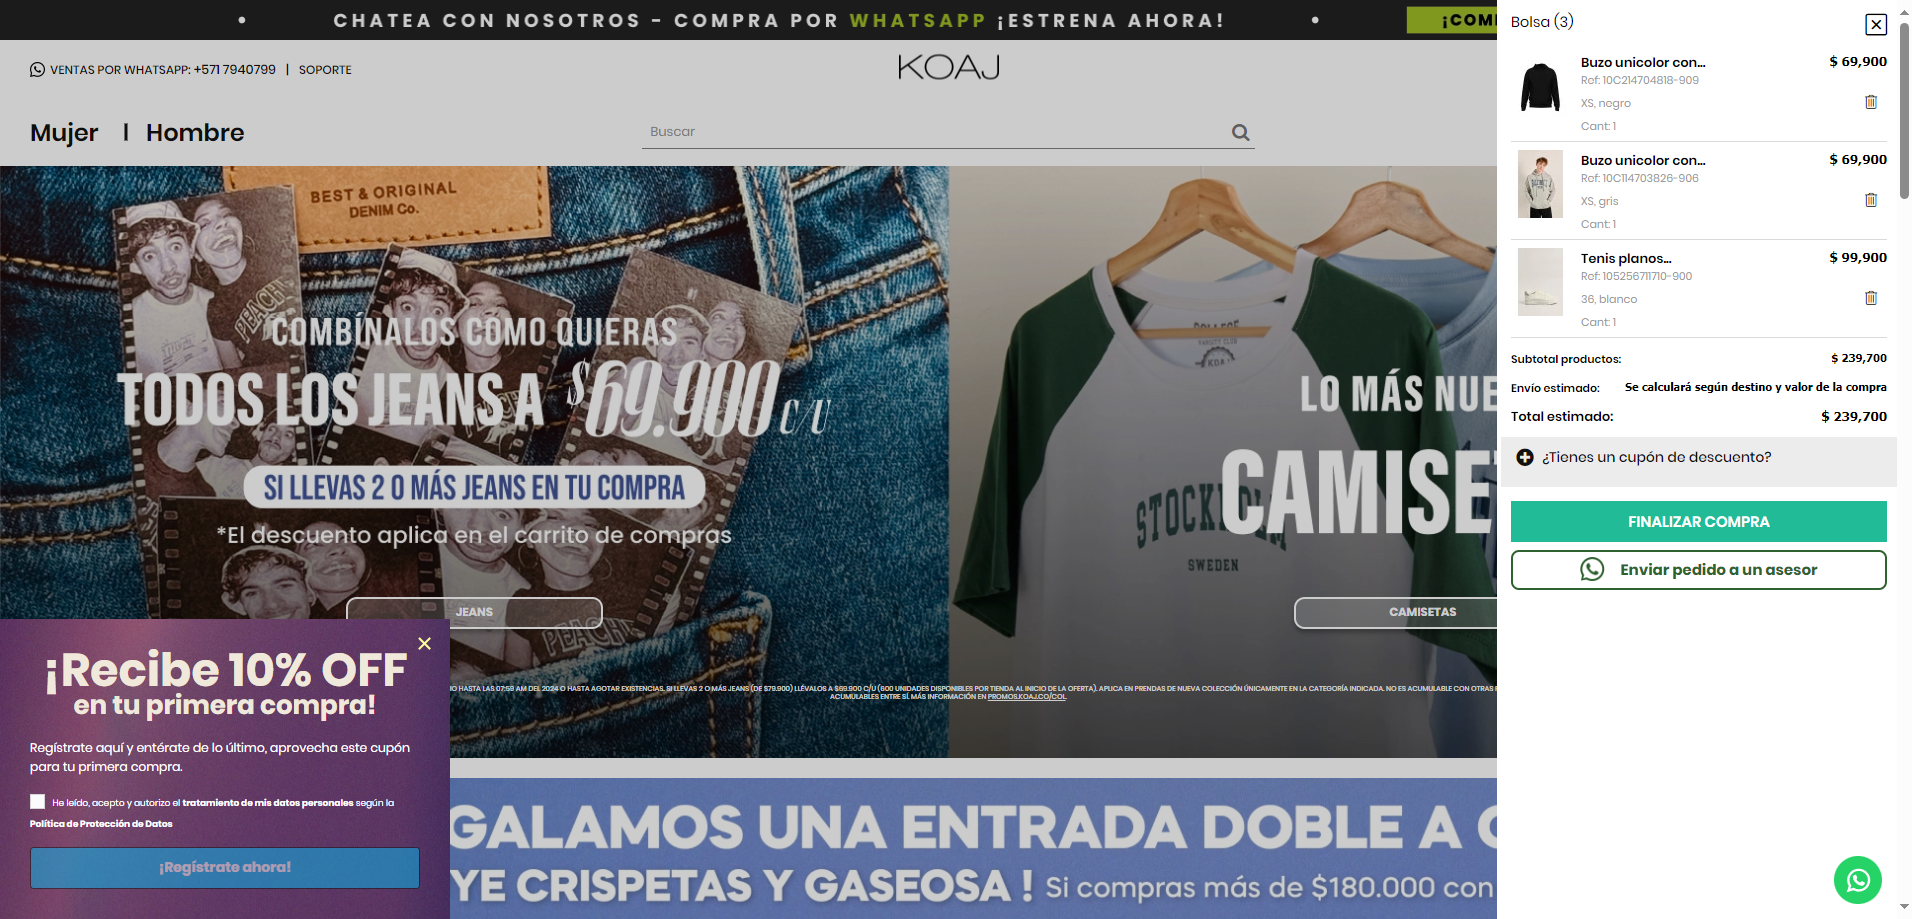 CHATEA CON NOSOTROS - COMPRA POR WHATSAPP ¡ESTRENA AHORA!
VENTAS POR WHATSAPP: +571 7940799 | SOPORTE
KOAJ
Mujer | Hombre
Buscar
BEST & ORIGINAL
DENIM Co.
PEACHY
COMBÍNALOS COMO QUIERAS
TODOS LOS JEANS A $69.900 c/u
SI LLEVAS 2 O MÁS JEANS EN TU COMPRA
*El descuento aplica en el carrito de compras
JEANS
PEACHY
COLLEGE
VARSITY CLUB
KOAJ
LO MÁS NUE
CAMISE
STOCKHOLM
SWEDEN
CAMISETAS
IO HASTA LAS 07:59 AM DEL 2024 O HASTA AGOTAR EXISTENCIAS. SI LLEVAS 2 O MÁS JEANS (DE $79.900) LLÉVALOS A $69.900 C/U (600 UNIDADES DISPONIBLES POR TIENDA AL INICIO DE LA OFERTA). APLICA EN PRENDAS DE NUEVA COLECCIÓN ÚNICAMENTE EN LA CATEGORÍA INDICADA. NO ES ACUMULABLE CON OTRAS
ACUMULABLES ENTRE SÍ. MÁS INFORMACIÓN EN PROMOS.KOAJ.CO/COL
¡Recibe 10% OFF
en tu primera compra!
Regístrate aquí y entérate de lo último, aprovecha este cupón
para tu primera compra.
He leído, acepto y autorizo el tratamiento de mis datos personales según la
Política de Protección de Datos
¡Regístrate ahora!
GALAMOS UNA ENTRADA DOBLE A
YE CRISPETAS Y GASEOSA ! Si compras más de $180.000 con
Bolsa (3)
Buzo unicolor con... $ 69,900
Ref: 10C214704818-909
XS, negro
Cant: 1
Buzo unicolor con... $ 69,900
Ref: 10C114703826-906
XS, gris
Cant: 1
Tenis planos... $ 99,900
Ref: 105256711710-900
36, blanco
Cant: 1
Subtotal productos: $ 239,700
Envío estimado: Se calculará según destino y valor de la compra
Total estimado: $ 239,700
¿Tienes un cupón de descuento?
FINALIZAR COMPRA
Enviar pedido a un asesor